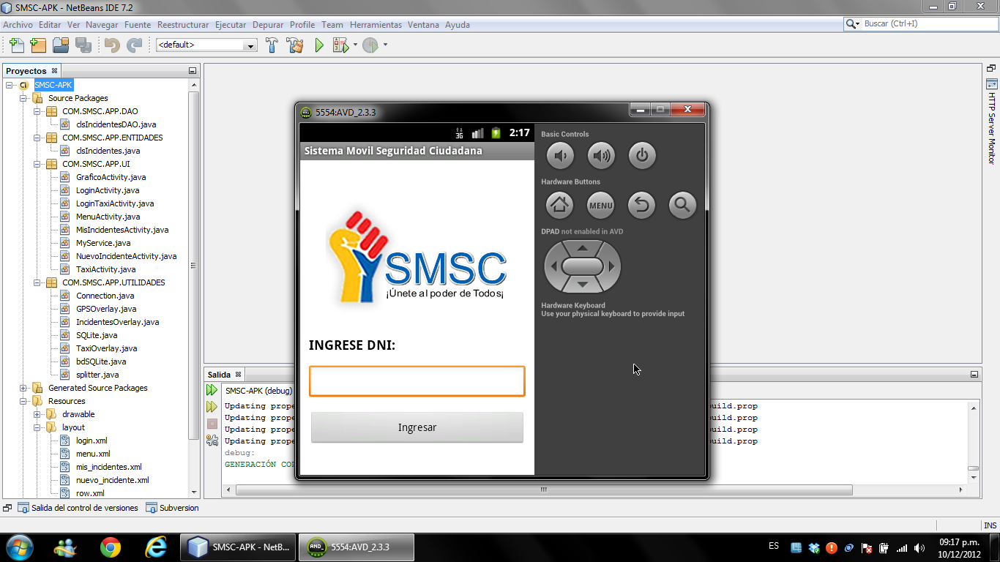 SMSC-APK - NetBeans IDE 7.2
Archivo Editar Ver Navegar Fuente Reestructurar Ejecutar Depurar Profile Team Herramientas Ventana Ayuda
Buscar (Ctrl+I)
<default>
Proyectos
SMSC-APK
Source Packages
COM.SMSC.APP.DAO
clsIncidentesDAO.java
COM.SMSC.APP.ENTIDADES
clsIncidentes.java
COM.SMSC.APP.UI
GraficoActivity.java
LoginActivity.java
LoginTaxiActivity.java
MenuActivity.java
MisIncidentesActivity.java
MyService.java
NuevoIncidenteActivity.java
TaxiActivity.java
COM.SMSC.APP.UTILIDADES
Connection.java
GPSOverlay.java
IncidentesOverlay.java
SQLite.java
TaxiOverlay.java
bdSQLite.java
splitter.java
Generated Source Packages
Resources
drawable
layout
login.xml
menu.xml
mis_incidentes.xml
nuevo_incidente.xml
row.xml
HTTP Server Monitor
5554:AVD_2.3.3
3G 2:17
Sistema Movil Seguridad Ciudadana
SMSC
¡Únete al poder de Todos¡
INGRESE DNI:
Ingresar
Basic Controls
Hardware Buttons
MENU
DPAD not enabled in AVD
Hardware Keyboard
Use your physical keyboard to provide input
Salida
SMSC-APK (debug)
Updating prope uild.prop
Updating prope uild.prop
Updating prope uild.prop
Updating prope uild.prop
debug:
GENERACIÓN COR
Salida del control de versiones Subversion
INS
SMSC-APK - NetB...
5554:AVD_2.3.3
ES
09:17 p.m.
10/12/2012